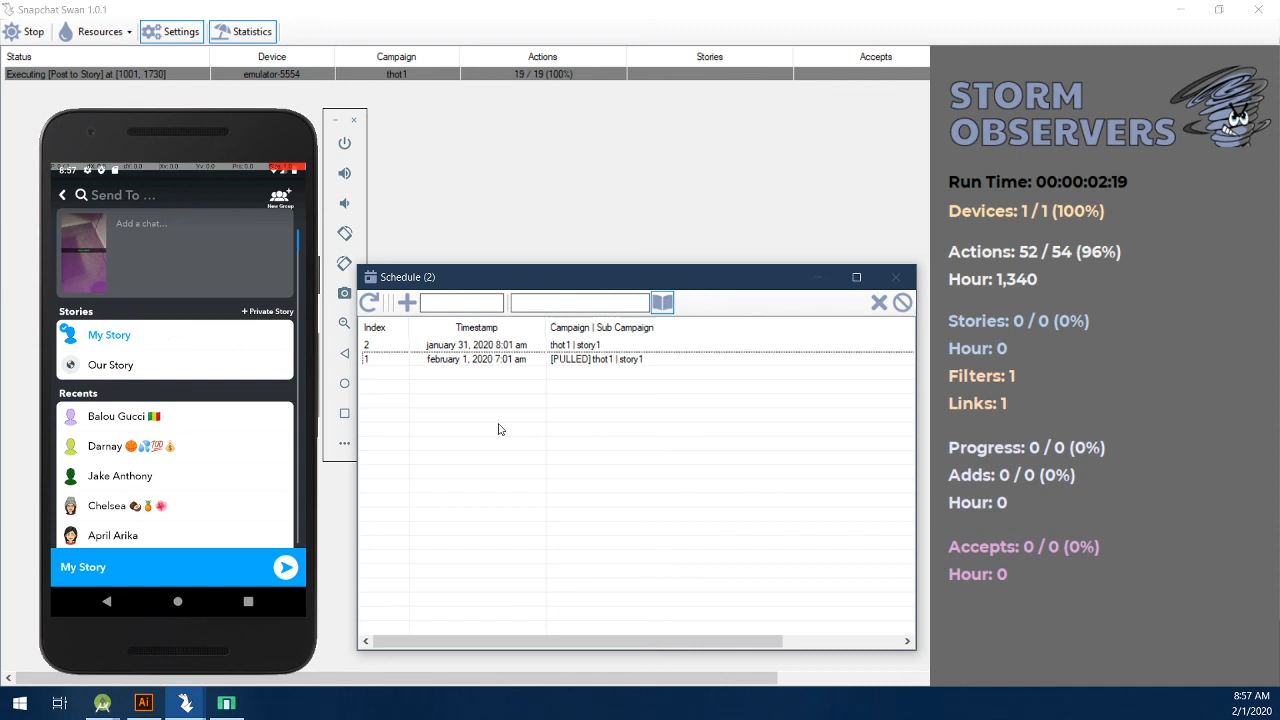 Snapchat Swan 1.0.1
Stop Resources Settings Statistics
Status Device Campaign Actions Stories Accepts
Executing [Post to Story] at [1001, 1730] emulator-5554 thot1 19 / 19 (100%)
8:57
Send To ...
New Group
Add a chat...
Stories + Private Story
My Story
Our Story
Recents
Balou Gucci
Darnay 🏀💦💯💰
Jake Anthony
Chelsea 🥥🍍🌺
April Arika
My Story
Schedule (2)
Index Timestamp Campaign | Sub Campaign
2 january 31, 2020 8:01 am thot1 | story1
1 february 1, 2020 7:01 am [PULLED] thot1 | story1
STORM
OBSERVERS
Run Time: 00:00:02:19
Devices: 1 / 1 (100%)
Actions: 52 / 54 (96%)
Hour: 1,340
Stories: 0 / 0 (0%)
Hour: 0
Filters: 1
Links: 1
Progress: 0 / 0 (0%)
Adds: 0 / 0 (0%)
Hour: 0
Accepts: 0 / 0 (0%)
Hour: 0
Ai
8:57 AM
2/1/2020